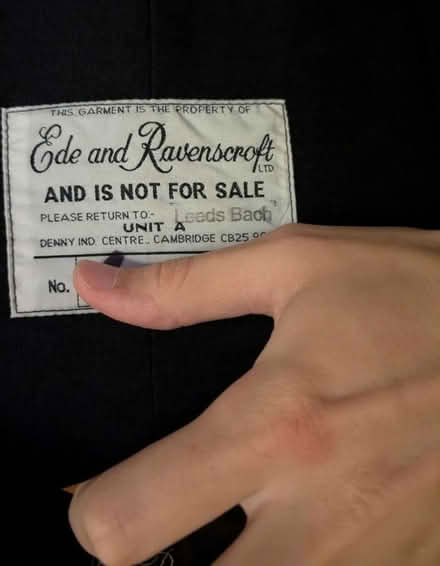 THIS GARMENT IS THE PROPERTY OF
Ede and Ravenscroft
LTD
AND IS NOT FOR SALE
PLEASE RETURN TO:- Leeds Bach
UNIT A
DENNY IND. CENTRE., CAMBRIDGE CB25
No.